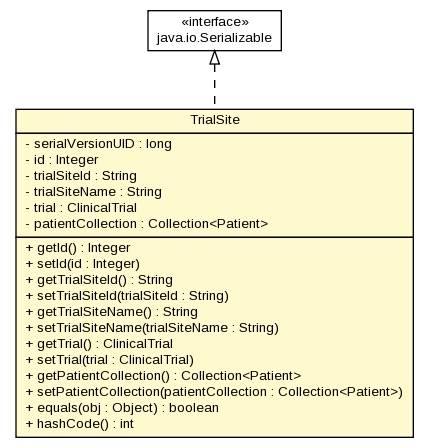 «interface»
java.io.Serializable
TrialSite
- serialVersionUID : long
- id : Integer
- trialSiteId : String
- trialSiteName : String
- trial : ClinicalTrial
- patientCollection : Collection<Patient>
+ getId() : Integer
+ setId(id : Integer)
+ getTrialSiteId() : String
+ setTrialSiteId(trialSiteId : String)
+ getTrialSiteName() : String
+ setTrialSiteName(trialSiteName : String)
+ getTrial() : ClinicalTrial
+ setTrial(trial : ClinicalTrial)
+ getPatientCollection() : Collection<Patient>
+ setPatientCollection(patientCollection : Collection<Patient>)
+ equals(obj : Object) : boolean
+ hashCode() : int